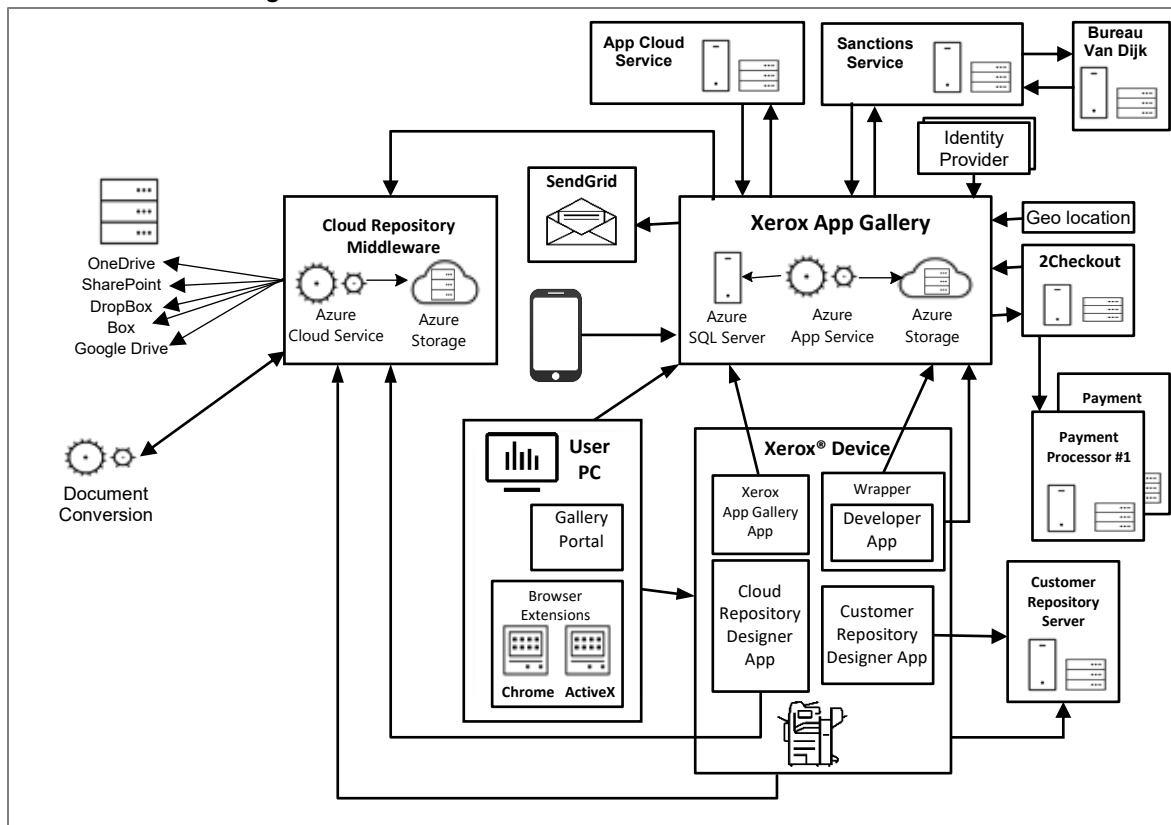 App Cloud
Service
Sanctions
Service
Bureau
Van Dijk
Identity
Provider
SendGrid
Cloud Repository
Middleware
Xerox App Gallery
Geo location
2Checkout
OneDrive
SharePoint
DropBox
Box
Google Drive
Azure
Cloud Service
Azure
Storage
Azure
SQL Server
Azure
App Service
Azure
Storage
Payment
Payment
Processor #1
User
PC
Xerox® Device
Document
Conversion
Gallery
Portal
Xerox
App Gallery
App
Wrapper
Developer
App
Browser
Extensions
Chrome
ActiveX
Cloud
Repository
Designer
App
Customer
Repository
Designer App
Customer
Repository
Server